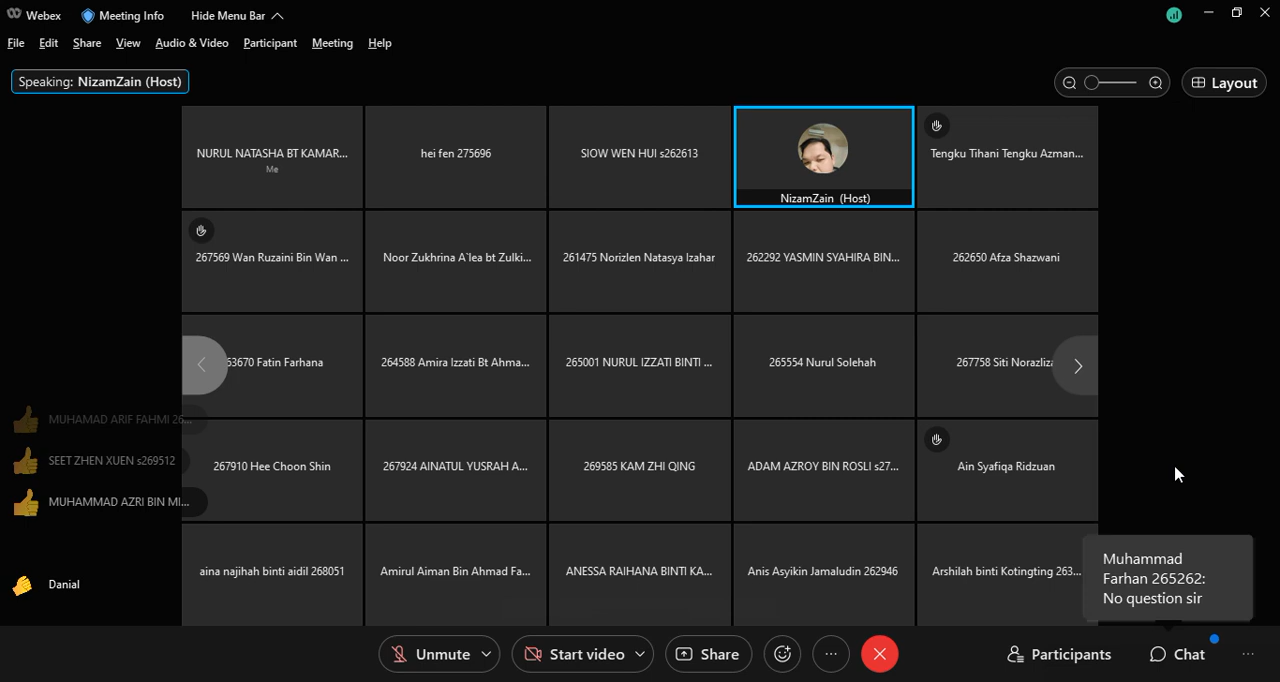 Webex Meeting Info Hide Menu Bar
File Edit Share View Audio & Video Participant Meeting Help
Speaking: NizamZain (Host)
Layout
NURUL NATASHA BT KAMAR...
Me
hei fen 275696
SIOW WEN HUI s262613
NizamZain (Host)
Tengku Tihani Tengku Azman...
267569 Wan Ruzaini Bin Wan ...
Noor Zukhrina A`lea bt Zulki...
261475 Norizlen Natasya Izahar
262292 YASMIN SYAHIRA BIN...
262650 Afza Shazwani
63670 Fatin Farhana
264588 Amira Izzati Bt Ahma...
265001 NURUL IZZATI BINTI ...
265554 Nurul Solehah
267758 Siti Norazliza
MUHAMAD ARIF FAHMI 26...
SEET ZHEN XUEN s269512
MUHAMMAD AZRI BIN MI...
Danial
267910 Hee Choon Shin
267924 AINATUL YUSRAH A...
269585 KAM ZHI QING
ADAM AZROY BIN ROSLI s27...
Ain Syafiqa Ridzuan
aina najihah binti aidil 268051
Amirul Aiman Bin Ahmad Fa...
ANESSA RAIHANA BINTI KA...
Anis Asyikin Jamaludin 262946
Arshilah binti Kotingting 263...
Muhammad
Farhan 265262:
No question sir
Unmute Start video Share Participants Chat